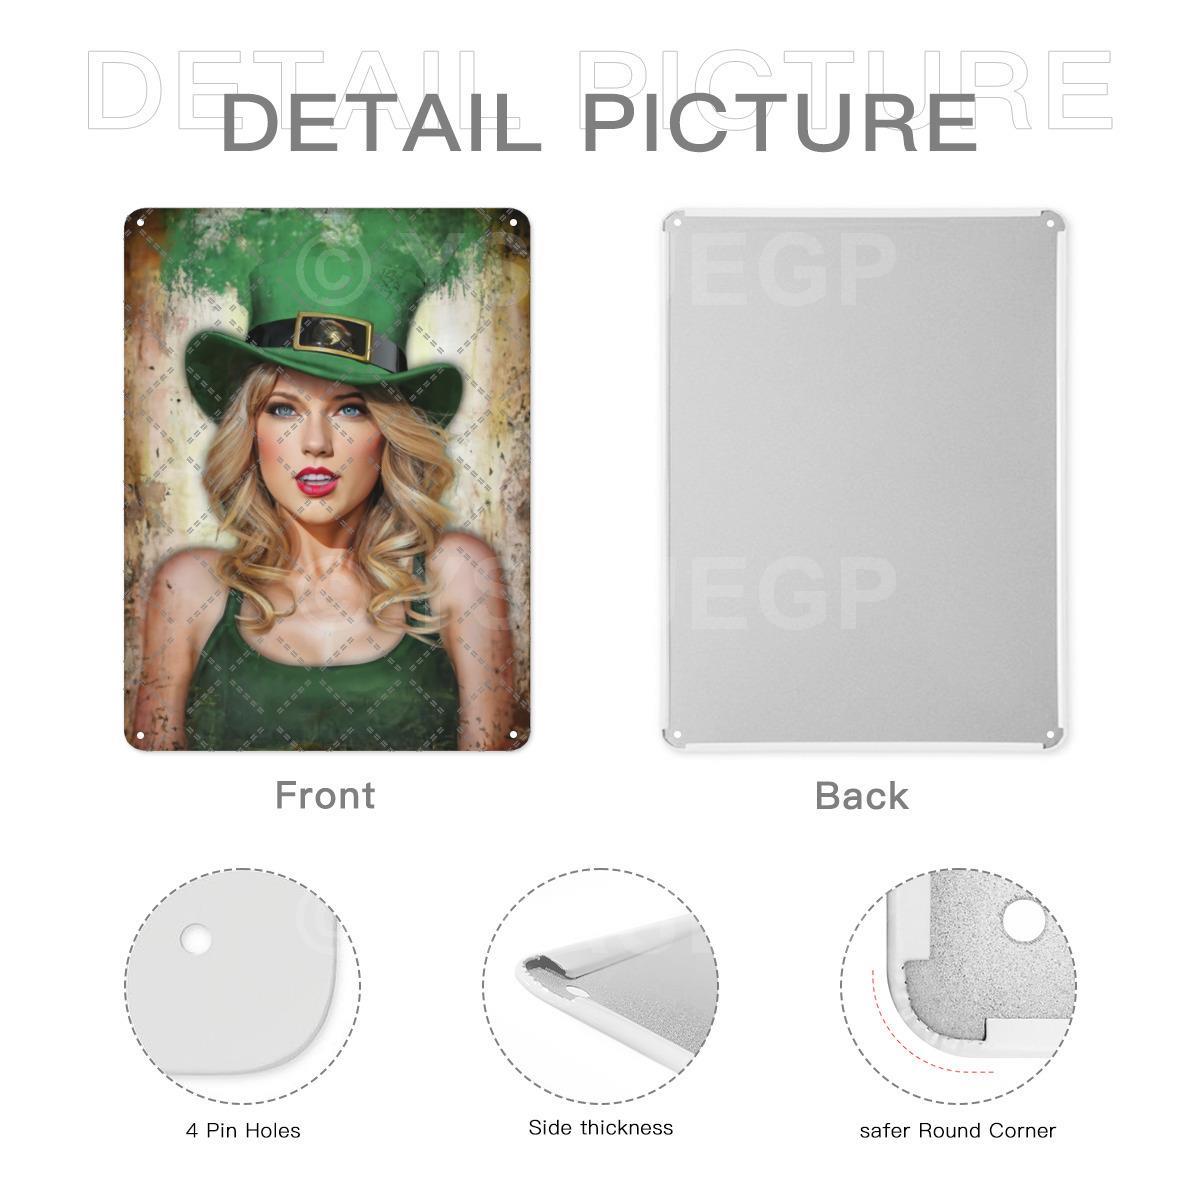 DETAIL PICTURE
DETAIL PICTURE
Front
Back
4 Pin Holes
Side thickness
safer Round Corner